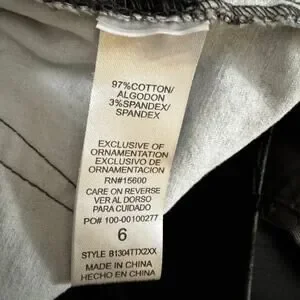 97%COTTON/
ALGODON
3%SPANDEX/
SPANDEX
EXCLUSIVE OF
ORNAMENTATION
EXCLUSIVO DE
ORNAMENTACION
RN#15600
CARE ON REVERSE
VER AL DORSO
PARA CUIDADO
PO# 100-00100277
6
STYLE B1304TTX2XX
MADE IN CHINA
HECHO EN CHINA